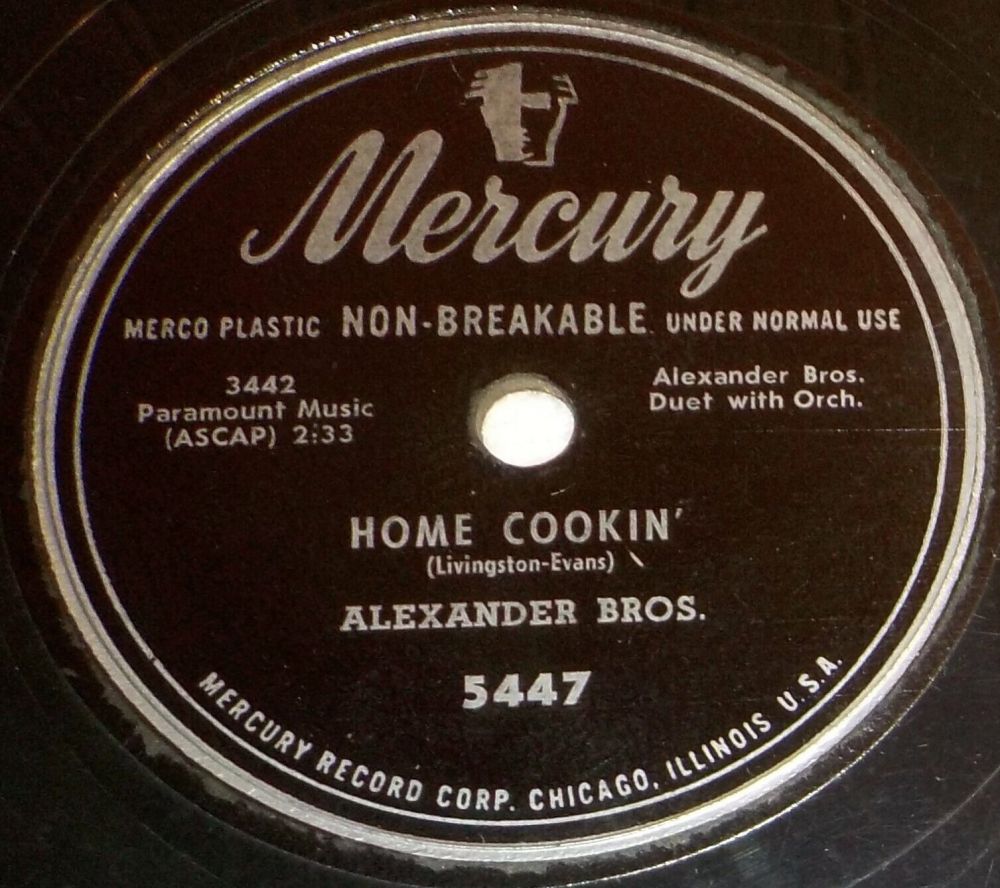 Mercury
MERCO PLASTIC NON-BREAKABLE UNDER NORMAL USE
3442
Paramount Music
(ASCAP) 2:33
Alexander Bros.
Duet with Orch.
HOME COOKIN'
(Livingston-Evans)
ALEXANDER BROS.
5447
MERCURY RECORD CORP. CHICAGO, ILLINOIS U.S.A.